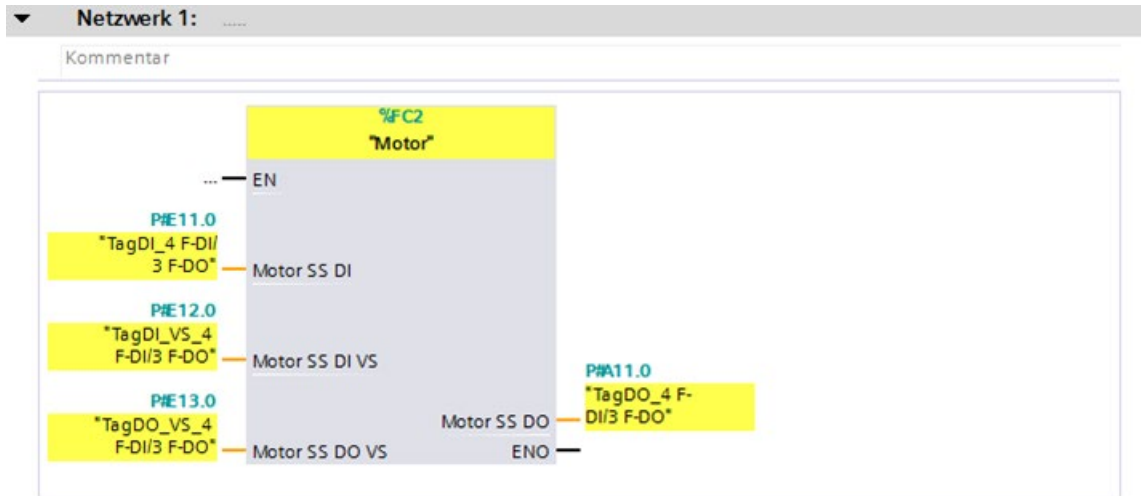 Netzwerk 1: .....
Kommentar
%FC2
"Motor"
... EN
P#E11.0
"TagDI_4 F-DI/
3 F-DO" Motor SS DI
P#E12.0
"TagDI_VS_4
F-DI/3 F-DO" Motor SS DI VS
P#A11.0
"TagDO_4 F-
Motor SS DO DI/3 F-DO"
P#E13.0
"TagDO_VS_4
F-DI/3 F-DO" Motor SS DO VS ENO